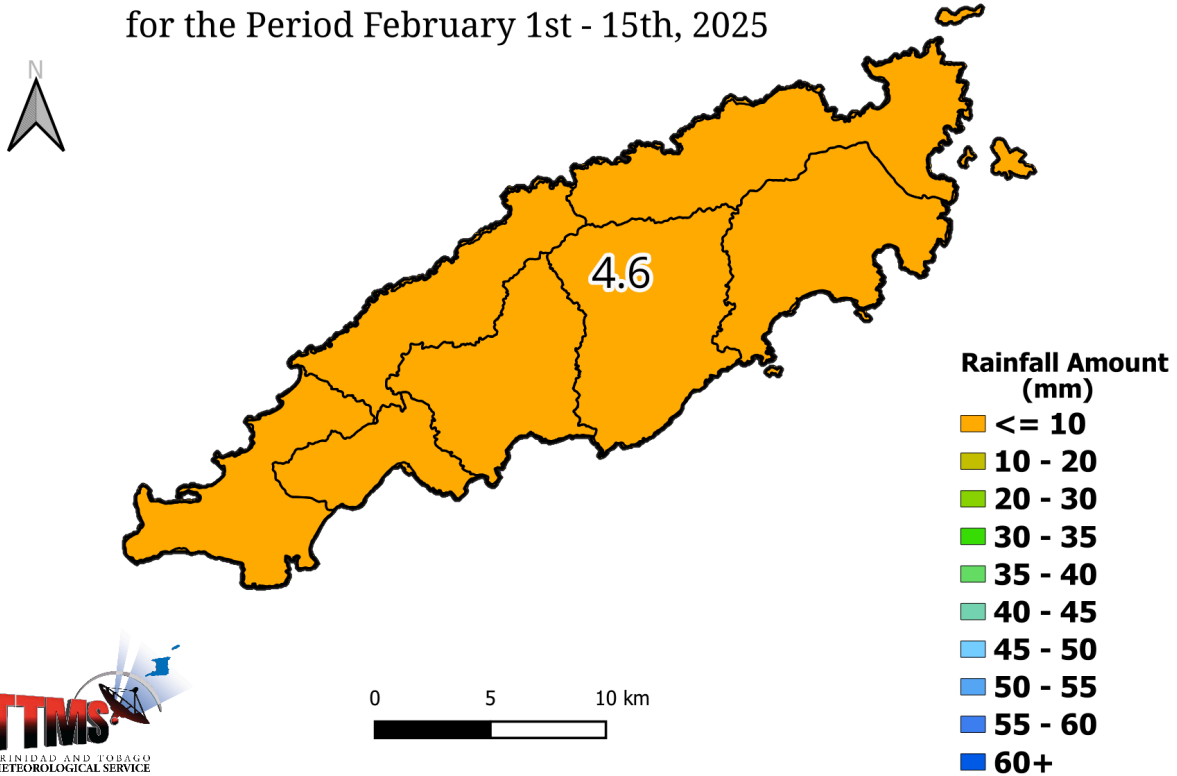 for the Period February 1st - 15th, 2025
N
4.6
Rainfall Amount
(mm)
<= 10
10 - 20
20 - 30
30 - 35
35 - 40
40 - 45
45 - 50
50 - 55
55 - 60
60+
0 5 10 km
TTMS
RINIDAD AND TOBAGO
METEOROLOGICAL SERVICE